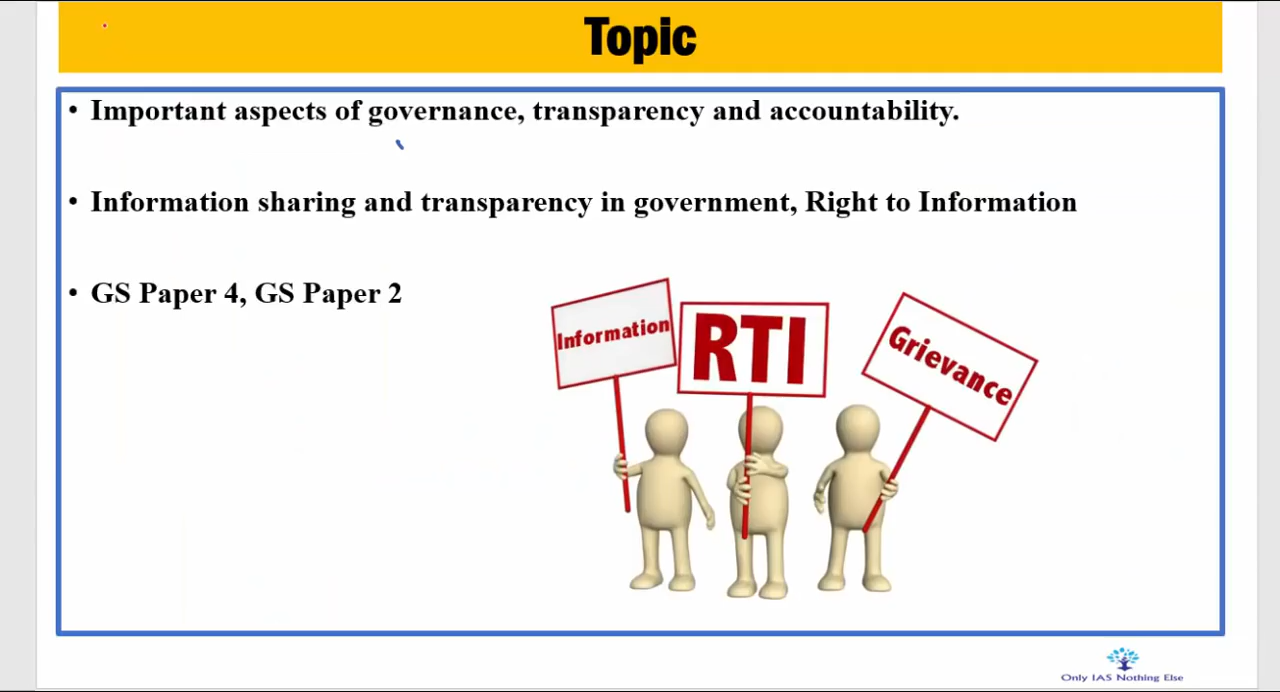 Topic
• Important aspects of governance, transparency and accountability.
• Information sharing and transparency in government, Right to Information
• GS Paper 4, GS Paper 2
Information
RTI
Grievance
Only IAS Nothing Else